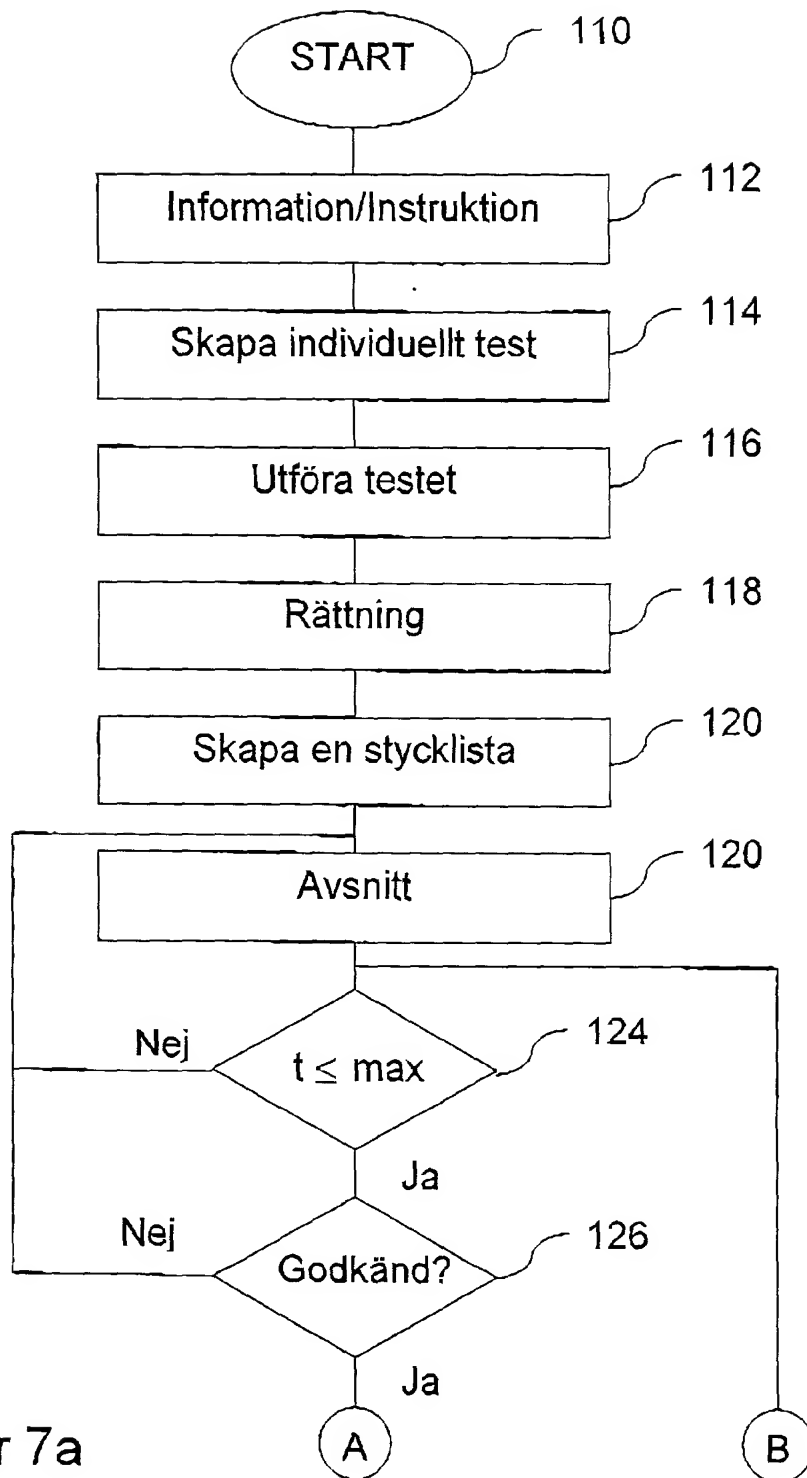 START
110
Information/Instruktion
112
Skapa individuellt test
114
Utföra testet
116
Rättning
118
Skapa en stycklista
120
Avsnitt
120
Nej
t ≤ max
124
Ja
Nej
Godkänd?
126
Ja
7a
A
B